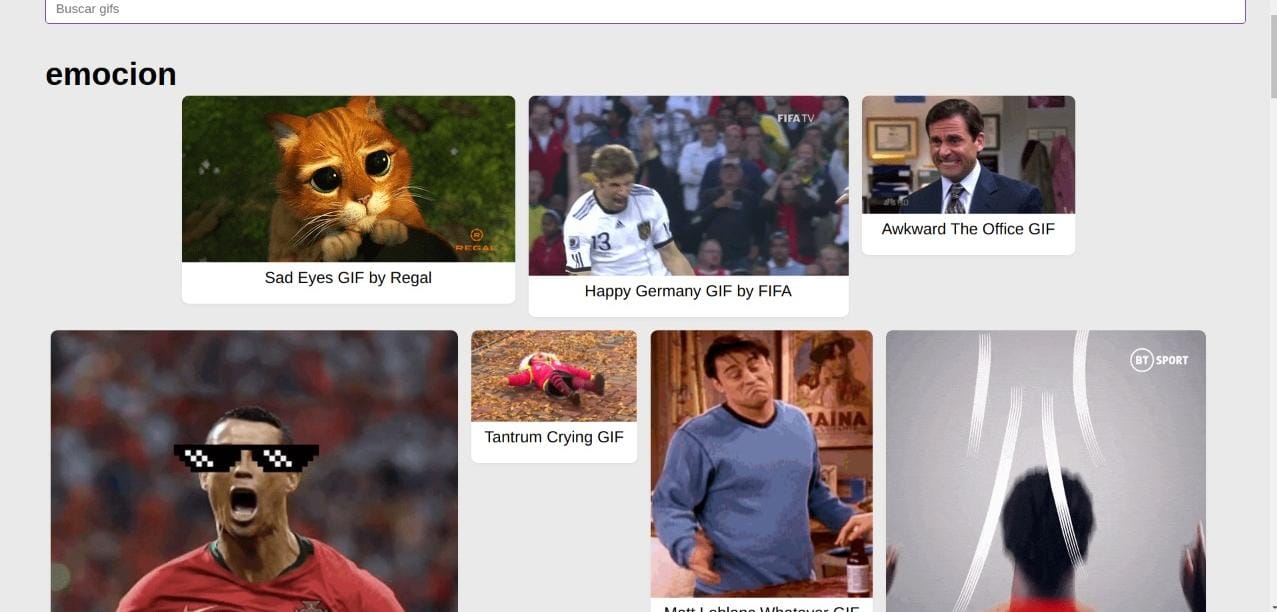 Buscar gifs
emocion
FIFA TV
REGAL
Sad Eyes GIF by Regal
13
Happy Germany GIF by FIFA
Awkward The Office GIF
BT SPORT
AINA
Tantrum Crying GIF
Matt Leblanc Whatever GIF